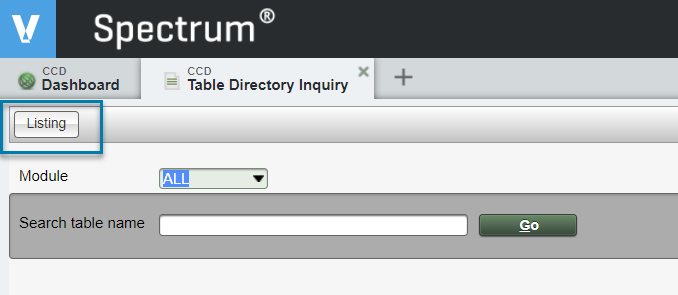 V Spectrum®
CCD
Dashboard
CCD
Table Directory Inquiry
Listing
Module ALL
Search table name Go